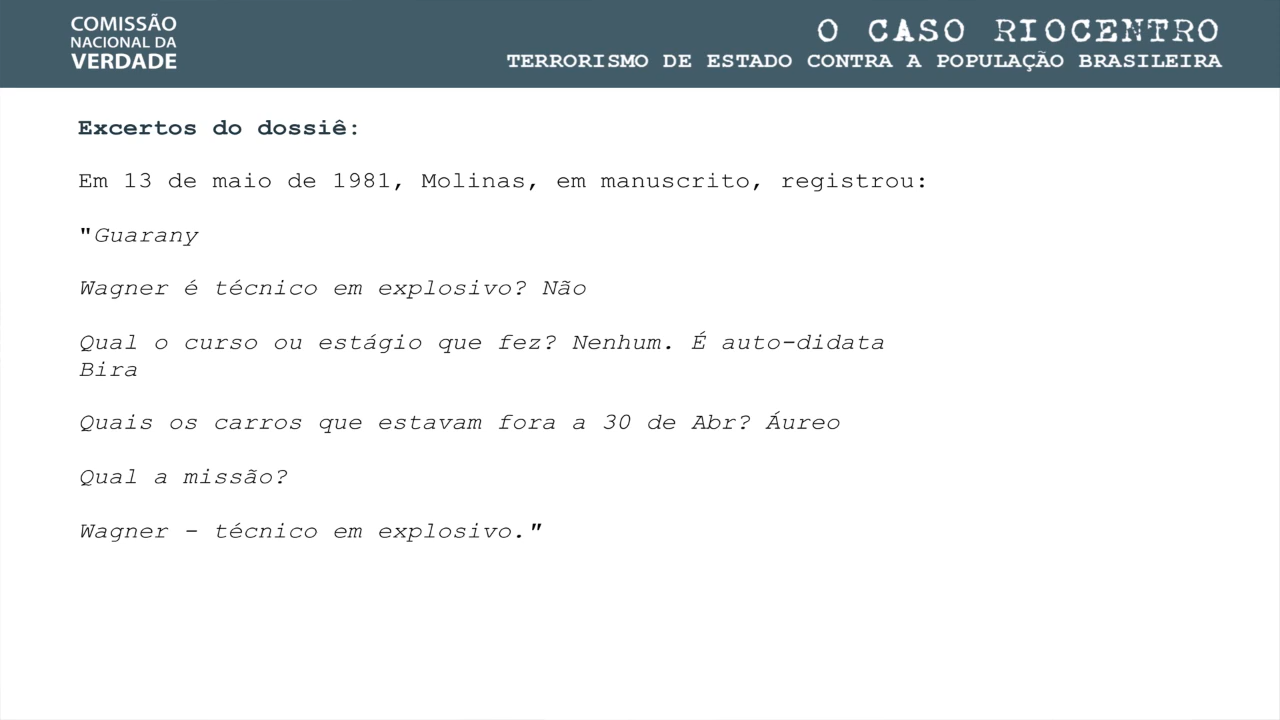 COMISSÃO
NACIONAL DA
VERDADE
O CASO RIOCENTRO
TERRORISMO DE ESTADO CONTRA A POPULAÇÃO BRASILEIRA
Excertos do dossiê:
Em 13 de maio de 1981, Molinas, em manuscrito, registrou:
"Guarany
Wagner é técnico em explosivo? Não
Qual o curso ou estágio que fez? Nenhum. É auto-didata
Bira
Quais os carros que estavam fora a 30 de Abr? Áureo
Qual a missão?
Wagner - técnico em explosivo."